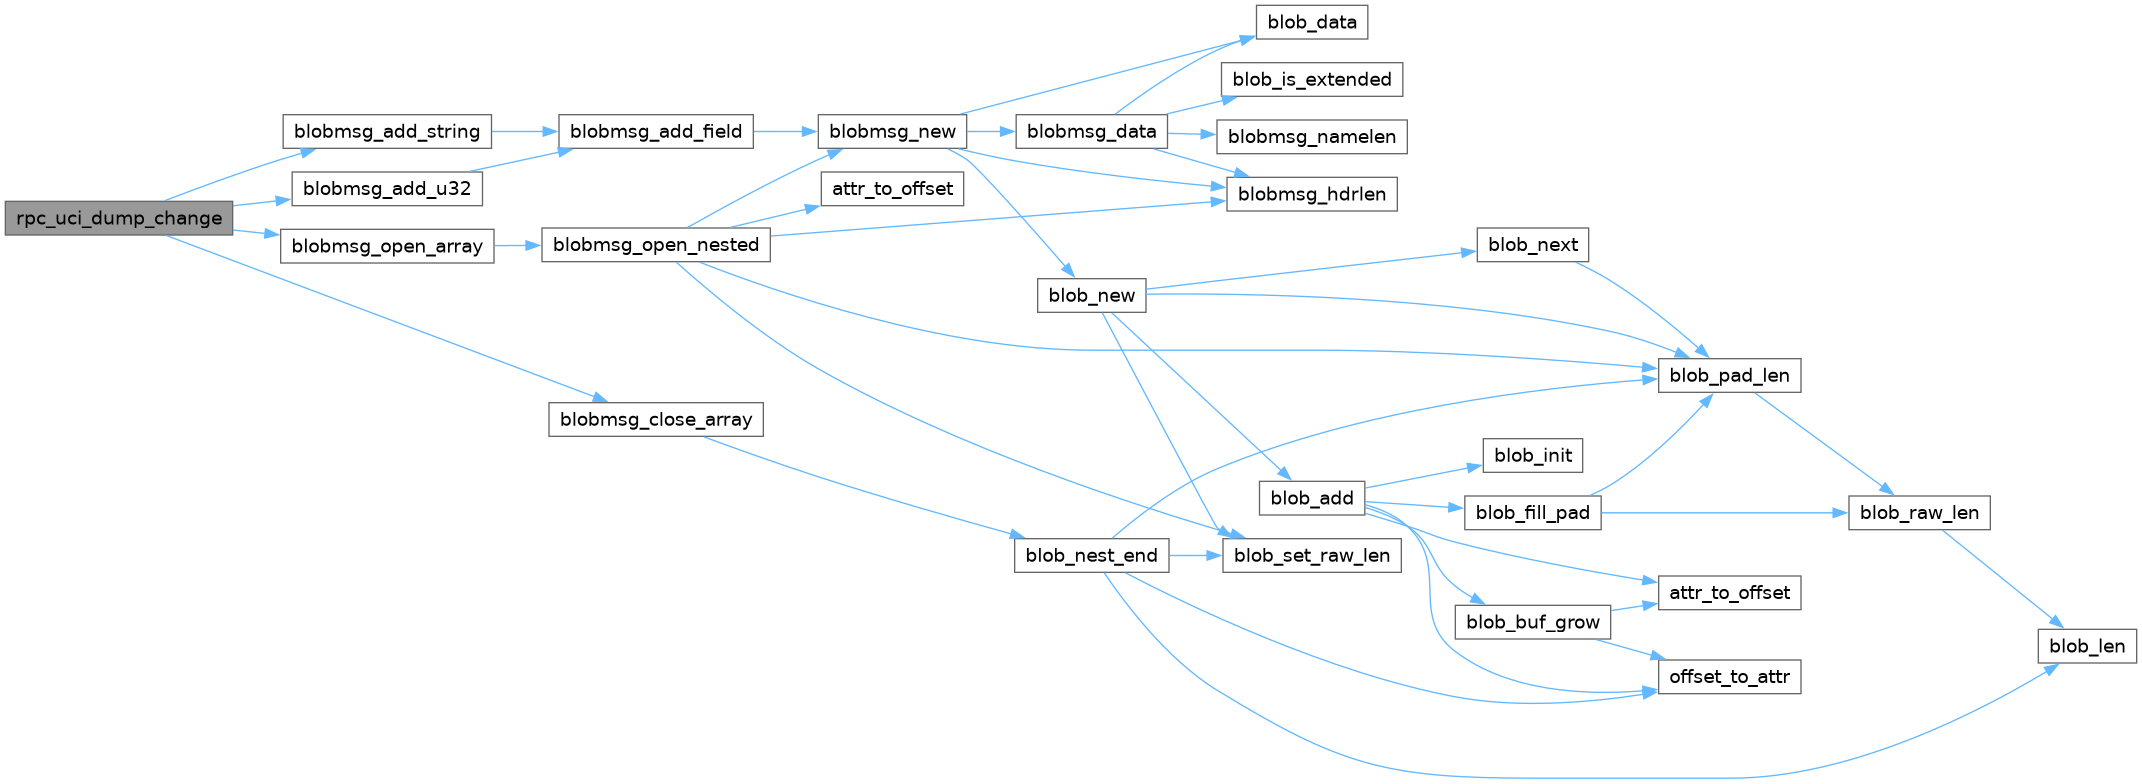 blob_data
blob_is_extended
blobmsg_add_string
blobmsg_add_field
blobmsg_new
blobmsg_data
blobmsg_namelen
blobmsg_add_u32
attr_to_offset
blobmsg_hdrlen
rpc_uci_dump_change
blobmsg_open_array
blobmsg_open_nested
blob_next
blob_new
blob_pad_len
blobmsg_close_array
blob_init
blob_add
blob_fill_pad
blob_raw_len
blob_nest_end
blob_set_raw_len
attr_to_offset
blob_buf_grow
blob_len
offset_to_attr